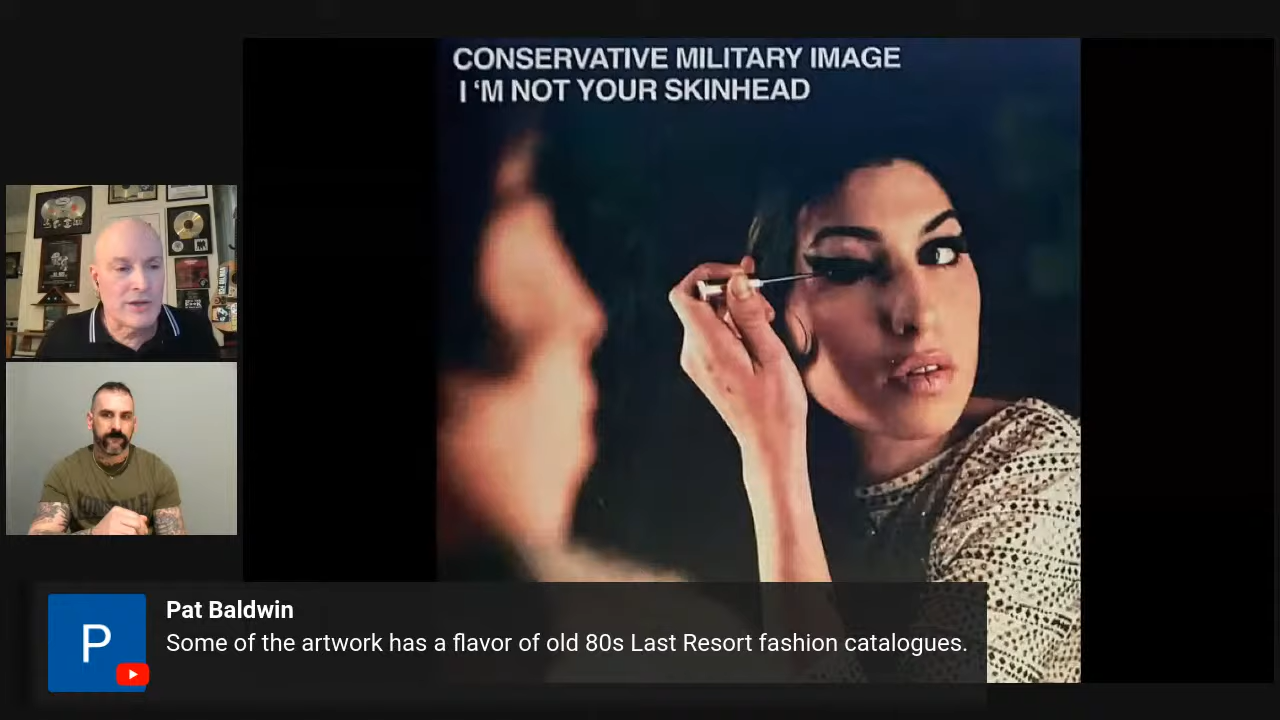 CONSERVATIVE MILITARY IMAGE
I ‘M NOT YOUR SKINHEAD
LONSDALE
P
Pat Baldwin
Some of the artwork has a flavor of old 80s Last Resort fashion catalogues.